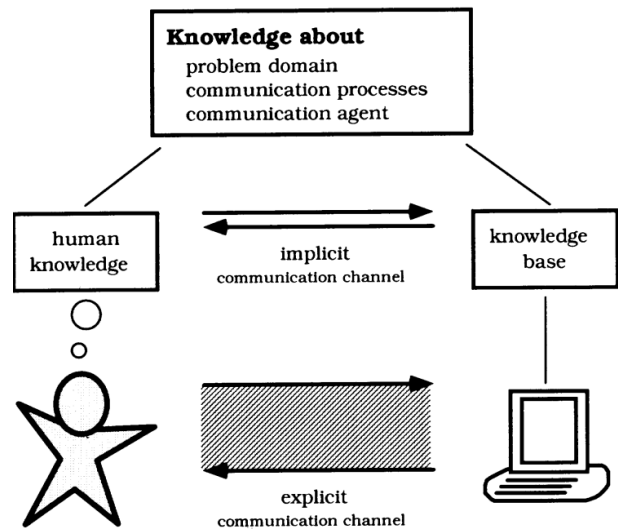 Knowledge about
problem domain
communication processes
communication agent
human
knowledge
implicit
communication channel
knowledge
base
explicit
communication channel